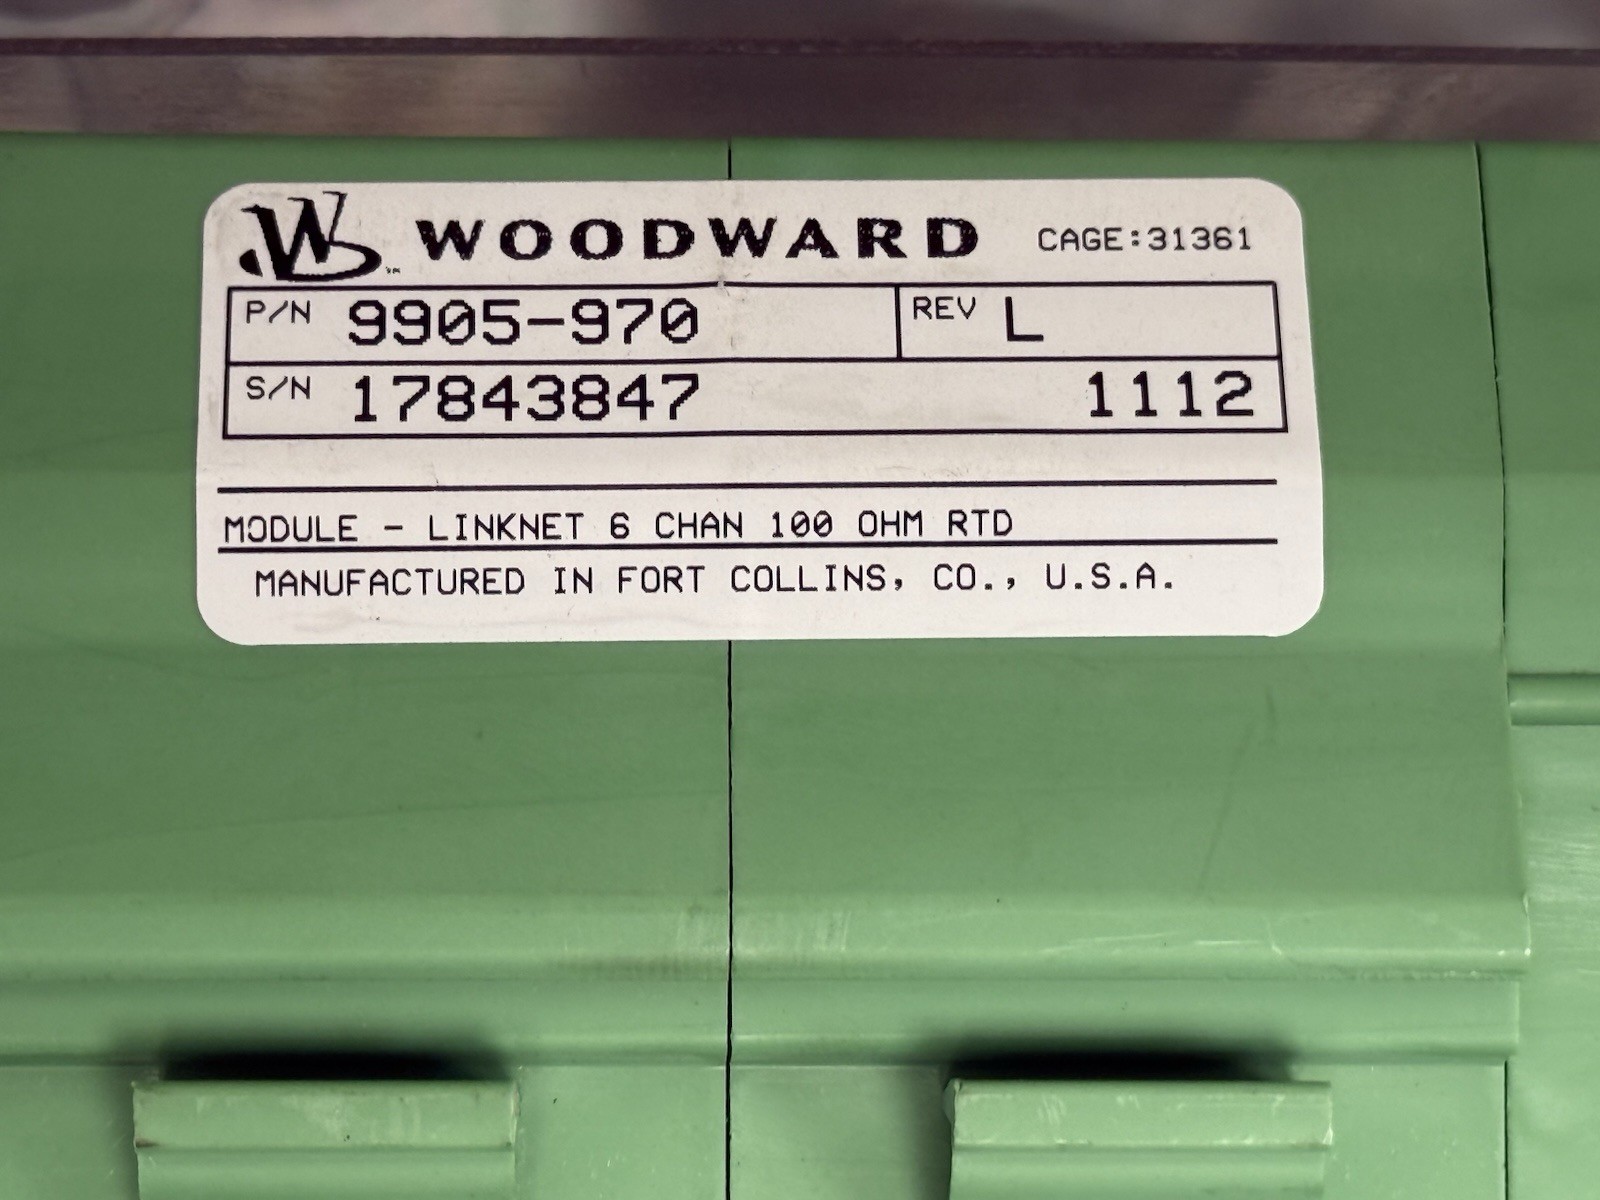 W™ WOODWARD CAGE:31361
P/N 9905-970 REV L
S/N 17843847 1112
MODULE - LINKNET 6 CHAN 100 OHM RTD
MANUFACTURED IN FORT COLLINS, CO., U.S.A.